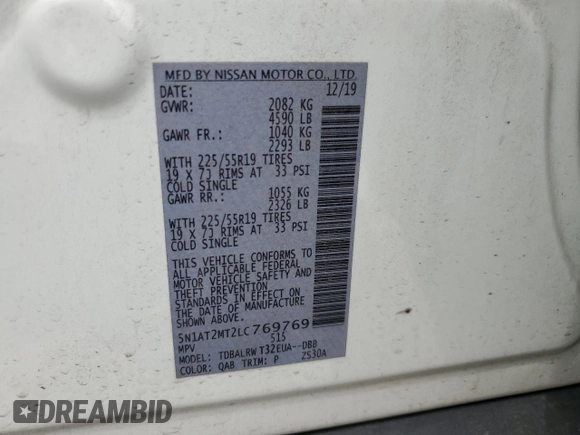 MFD BY NISSAN MOTOR CO., LTD.
DATE: 12/19
GVWR: 2082 KG
4590 LB
GAWR FR.: 1040 KG
2293 LB
WITH 225/55R19 TIRES
19 X 7J RIMS AT 33 PSI
COLD SINGLE
GAWR RR.: 1055 KG
2326 LB
WITH 225/55R19 TIRES
19 X 7J RIMS AT 33 PSI
COLD SINGLE
THIS VEHICLE CONFORMS TO
ALL APPLICABLE FEDERAL
MOTOR VEHICLE SAFETY AND
THEFT PREVENTION
STANDARDS IN EFFECT ON
THE DATE OF MANUFACTURE
SHOWN ABOVE.
5N1AT2MT2LC769769
MPV 515
MODEL: TDBALRWT32EUA--DBB
COLOR: QAB TRIM: P ZS30A
DREAMBID